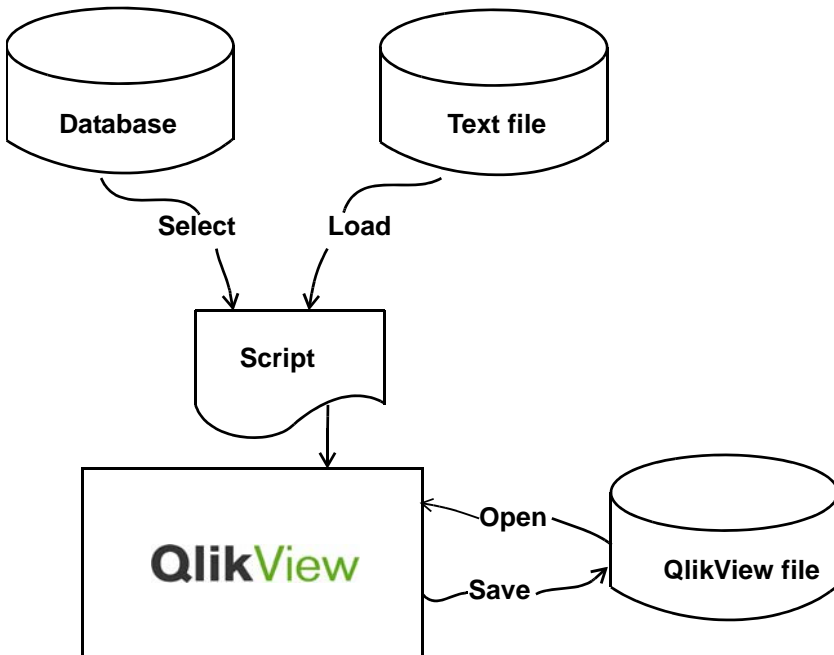 Database
Text file
Select
Load
Script
Open
QlikView
QlikView file
Save